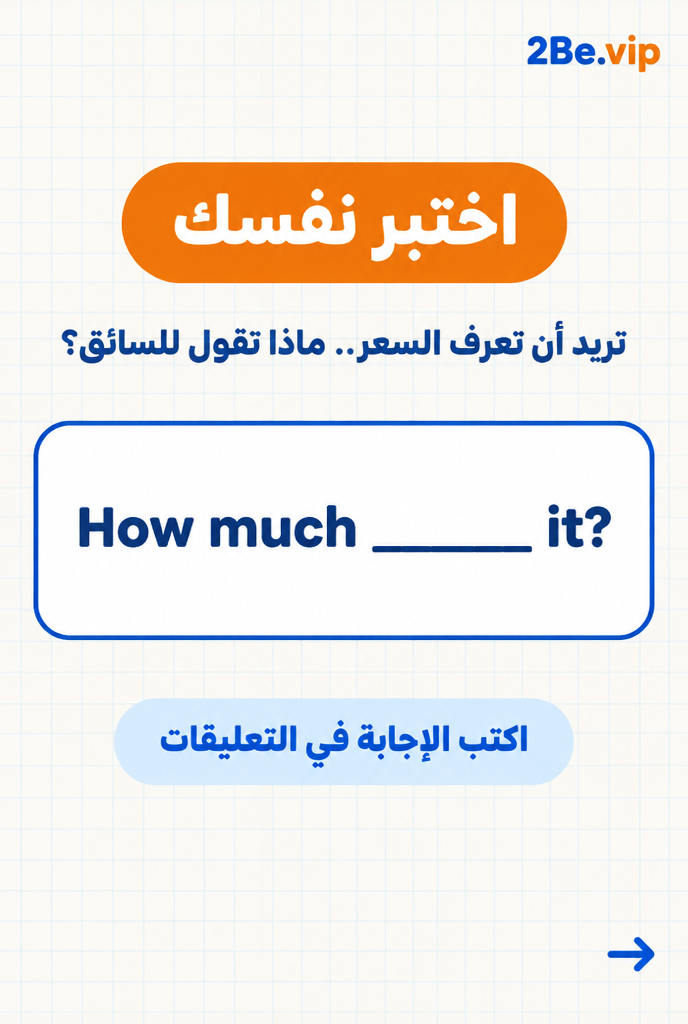 2Be.vip
اختبر نفسك
تريد أن تعرف السعر.. ماذا تقول للسائق؟
How much ______ it?
اكتب الإجابة في التعليقات
→